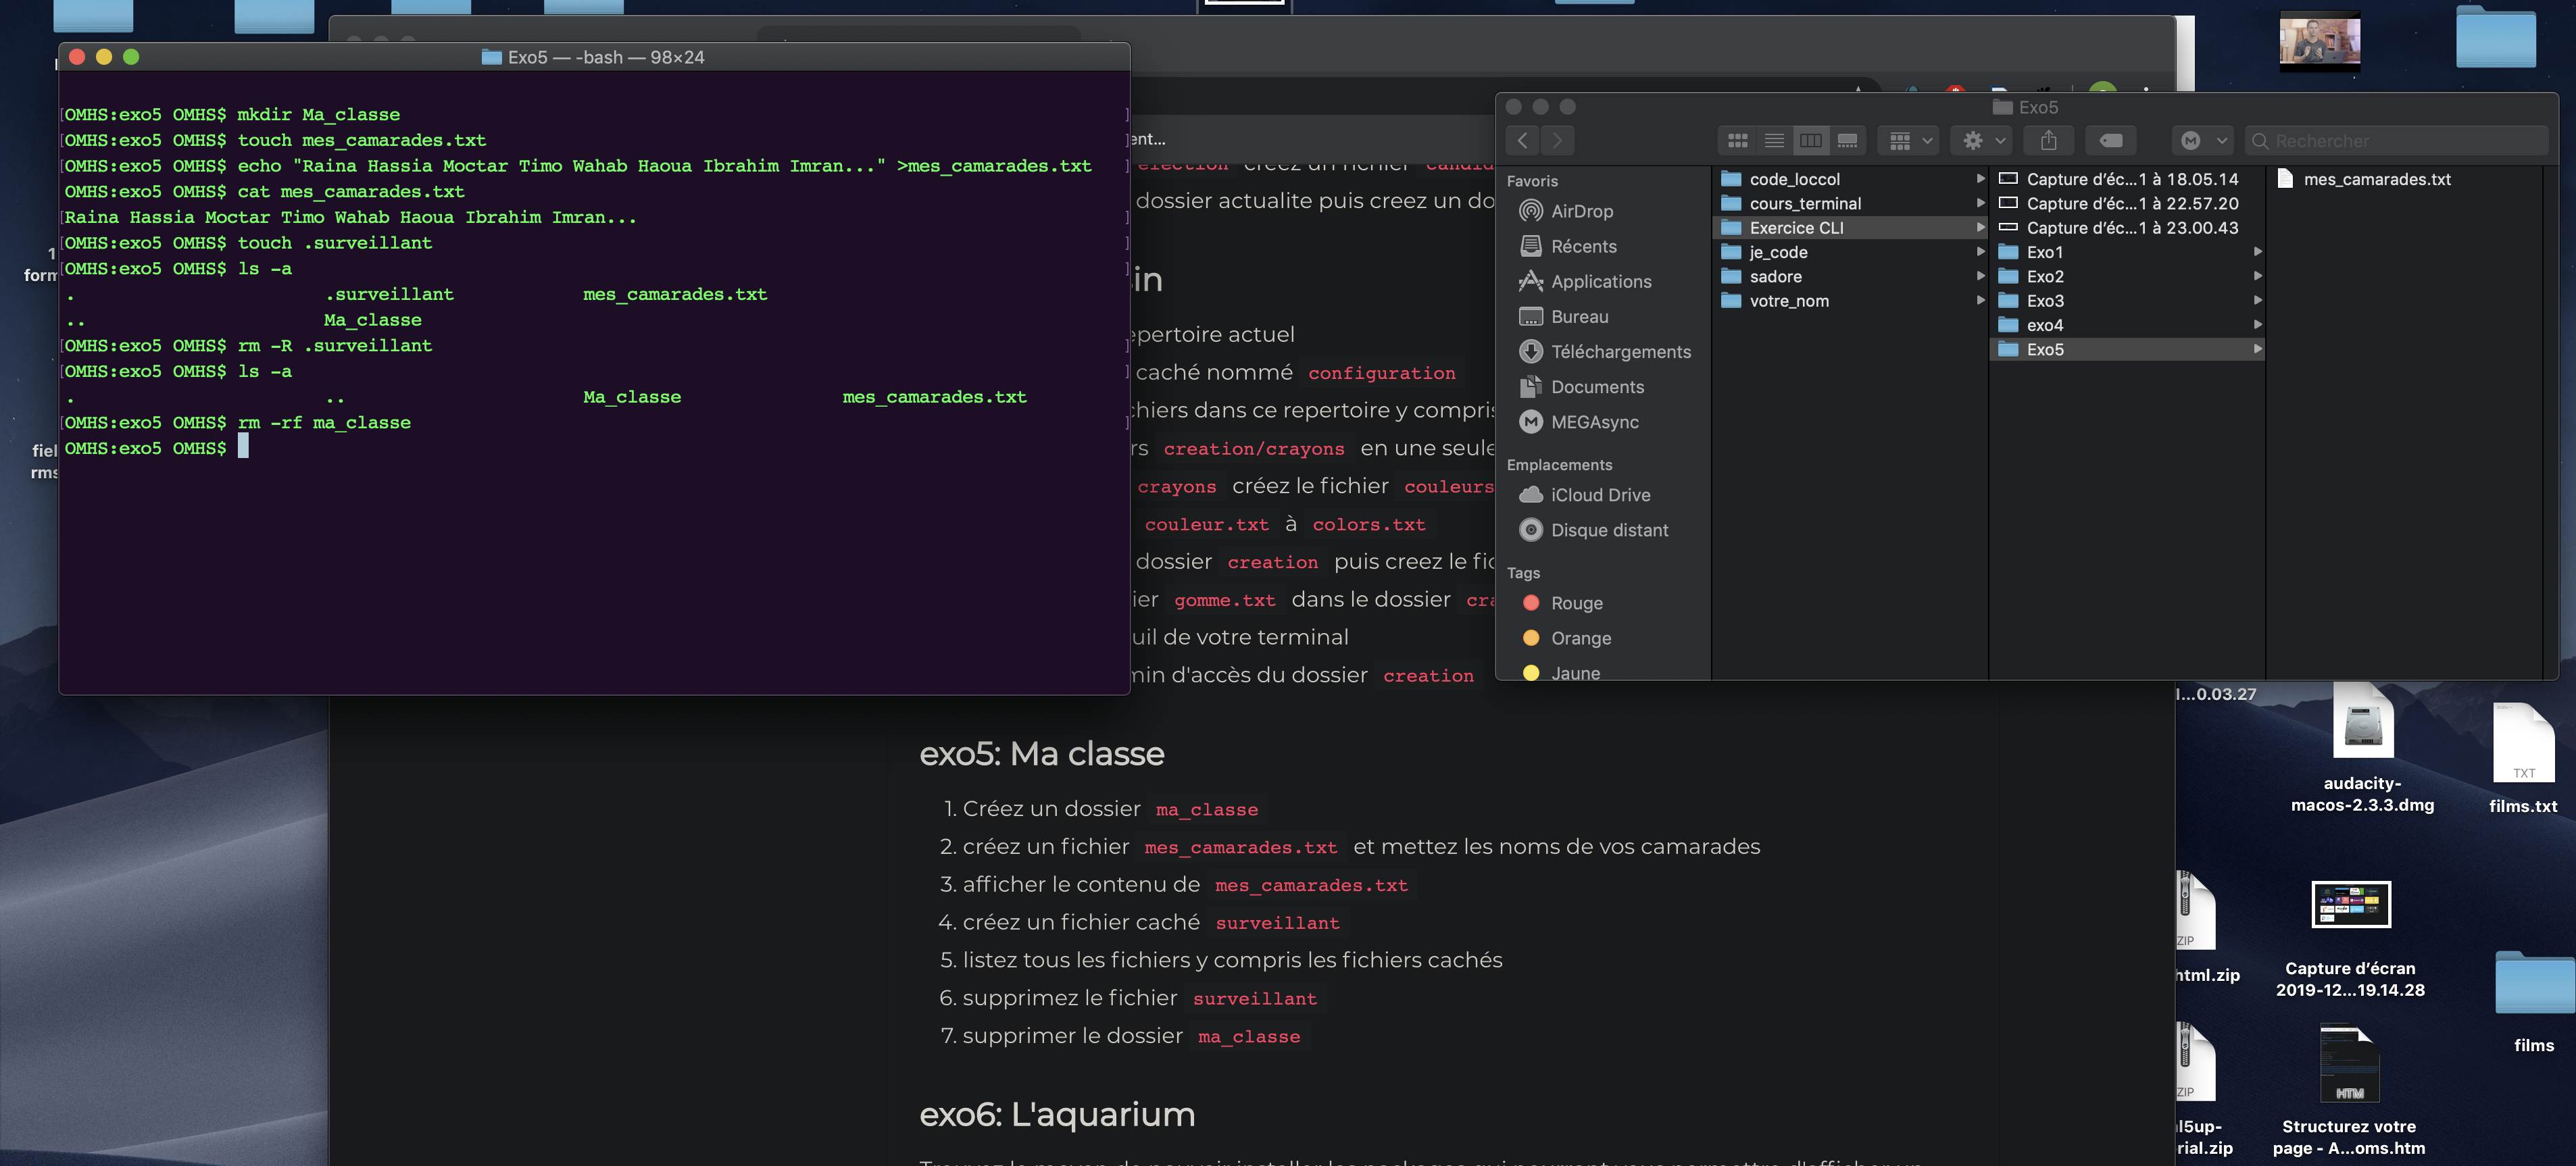 Exo5 — -bash — 98×24
[OMHS:exo5 OMHS$ mkdir Ma_classe ]
[OMHS:exo5 OMHS$ touch mes_camarades.txt ]
[OMHS:exo5 OMHS$ echo "Raina Hassia Moctar Timo Wahab Haoua Ibrahim Imran..." >mes_camarades.txt ]
OMHS:exo5 OMHS$ cat mes_camarades.txt
[Raina Hassia Moctar Timo Wahab Haoua Ibrahim Imran... ]
[OMHS:exo5 OMHS$ touch .surveillant ]
[OMHS:exo5 OMHS$ ls -a ]
. .surveillant mes_camarades.txt
.. Ma_classe
[OMHS:exo5 OMHS$ rm -R .surveillant ]
[OMHS:exo5 OMHS$ ls -a ]
. .. Ma_classe mes_camarades.txt
[OMHS:exo5 OMHS$ rm -rf ma_classe ]
OMHS:exo5 OMHS$
ent...
election creez un fichier candid
dossier actualite puis creez un do
in
epertoire actuel
caché nommé configuration
chiers dans ce repertoire y compris
rs creation/crayons en une seule
crayons créez le fichier couleurs
couleur.txt à colors.txt
dossier creation puis creez le fic
ier gomme.txt dans le dossier cra
uil de votre terminal
min d'accès du dossier creation
exo5: Ma classe
1. Créez un dossier ma_classe
2. créez un fichier mes_camarades.txt et mettez les noms de vos camarades
3. afficher le contenu de mes_camarades.txt
4. créez un fichier caché surveillant
5. listez tous les fichiers y compris les fichiers cachés
6. supprimez le fichier surveillant
7. supprimer le dossier ma_classe
exo6: L'aquarium
Exo5
Rechercher
Favoris
AirDrop
Récents
Applications
Bureau
Téléchargements
Documents
MEGAsync
Emplacements
iCloud Drive
Disque distant
Tags
Rouge
Orange
Jaune
code_loccol
cours_terminal
Exercice CLI
je_code
sadore
votre_nom
Capture d'éc...1 à 18.05.14
Capture d'éc...1 à 22.57.20
Capture d'éc...1 à 23.00.43
Exo1
Exo2
Exo3
exo4
Exo5
mes_camarades.txt
1
form
fiel
rms
...0.03.27
audacity-
macos-2.3.3.dmg
TXT
films.txt
ZIP
html.zip
Capture d'écran
2019-12...19.14.28
films
ZIP
l5up-
rial.zip
HTM
Structurez votre
page - A...oms.htm